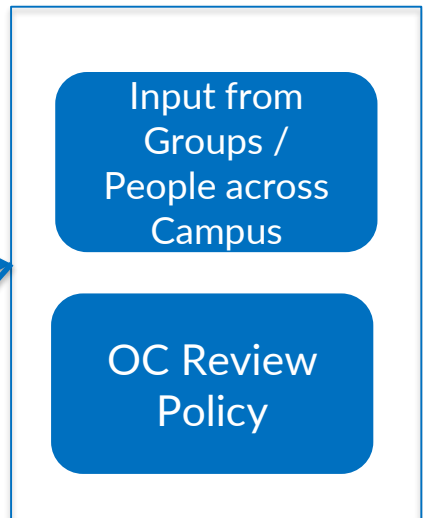 Input from
Groups /
People across
Campus
OC Review
Policy